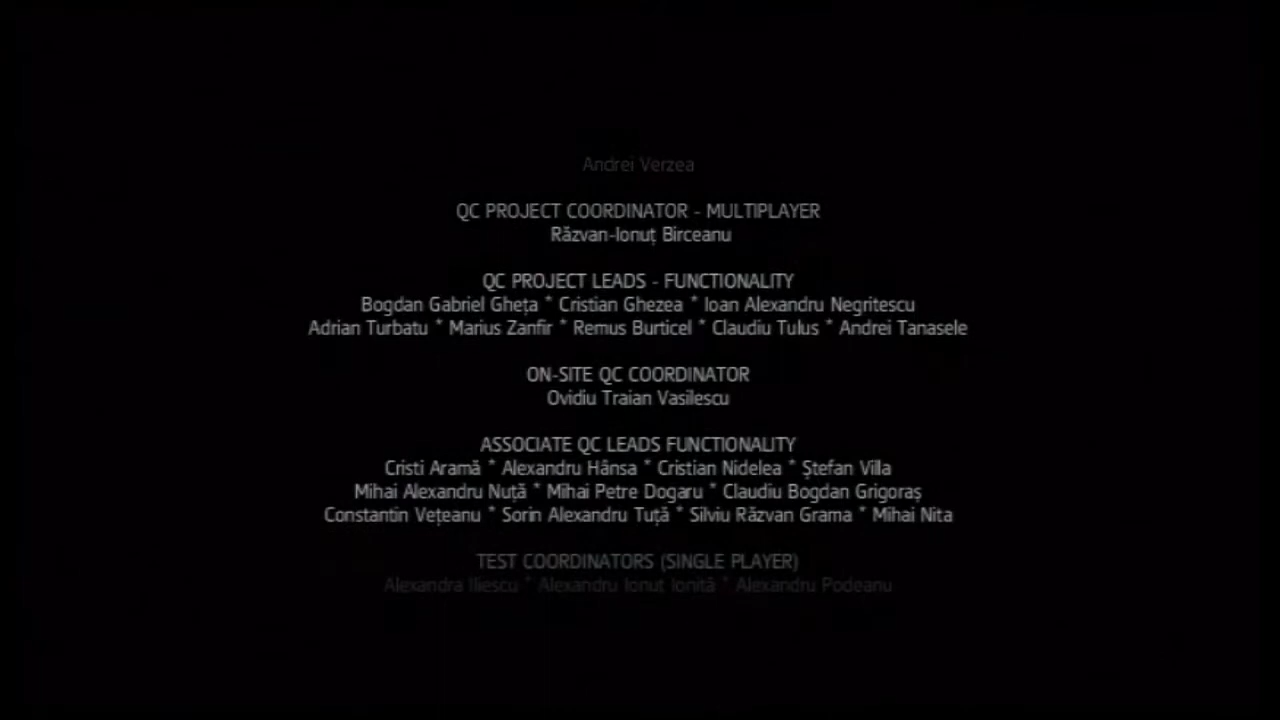 Andrei Verzea
QC PROJECT COORDINATOR - MULTIPLAYER
Răzvan-Ionuț Birceanu
QC PROJECT LEADS - FUNCTIONALITY
Bogdan Gabriel Gheța * Cristian Ghezea * Ioan Alexandru Negritescu
Adrian Turbatu * Marius Zanfir * Remus Burticel * Claudiu Tulus * Andrei Tanasele
ON-SITE QC COORDINATOR
Ovidiu Traian Vasilescu
ASSOCIATE QC LEADS FUNCTIONALITY
Cristi Aramă * Alexandru Hânsa * Cristian Nidelea * Ștefan Villa
Mihai Alexandru Nuță * Mihai Petre Dogaru * Claudiu Bogdan Grigoraș
Constantin Vețeanu * Sorin Alexandru Tuță * Silviu Răzvan Grama * Mihai Nita
TEST COORDINATORS (SINGLE PLAYER)
Alexandra Iliescu * Alexandru Ionuț Ioniță * Alexandru Podeanu